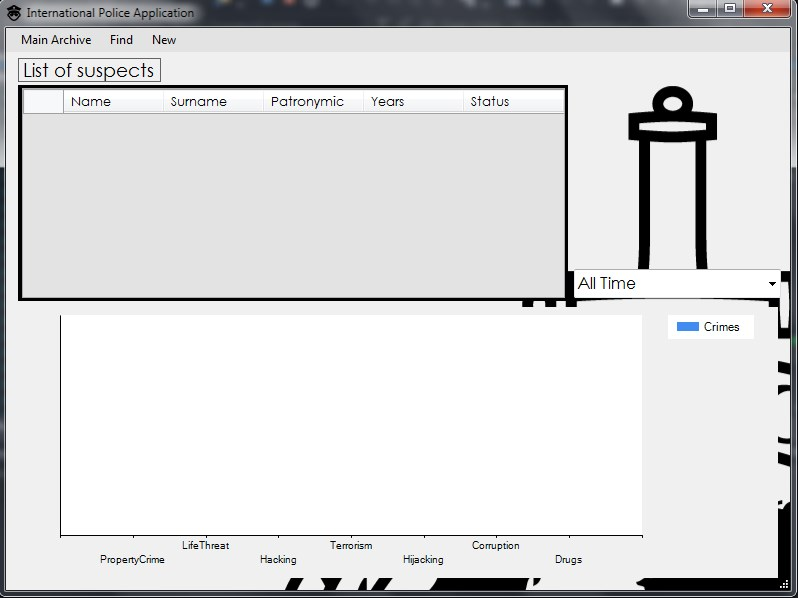 International Police Application
Main Archive Find New
List of suspects
Name Surname Patronymic Years Status
All Time
Crimes
LifeThreat Terrorism Corruption
PropertyCrime Hacking Hijacking Drugs